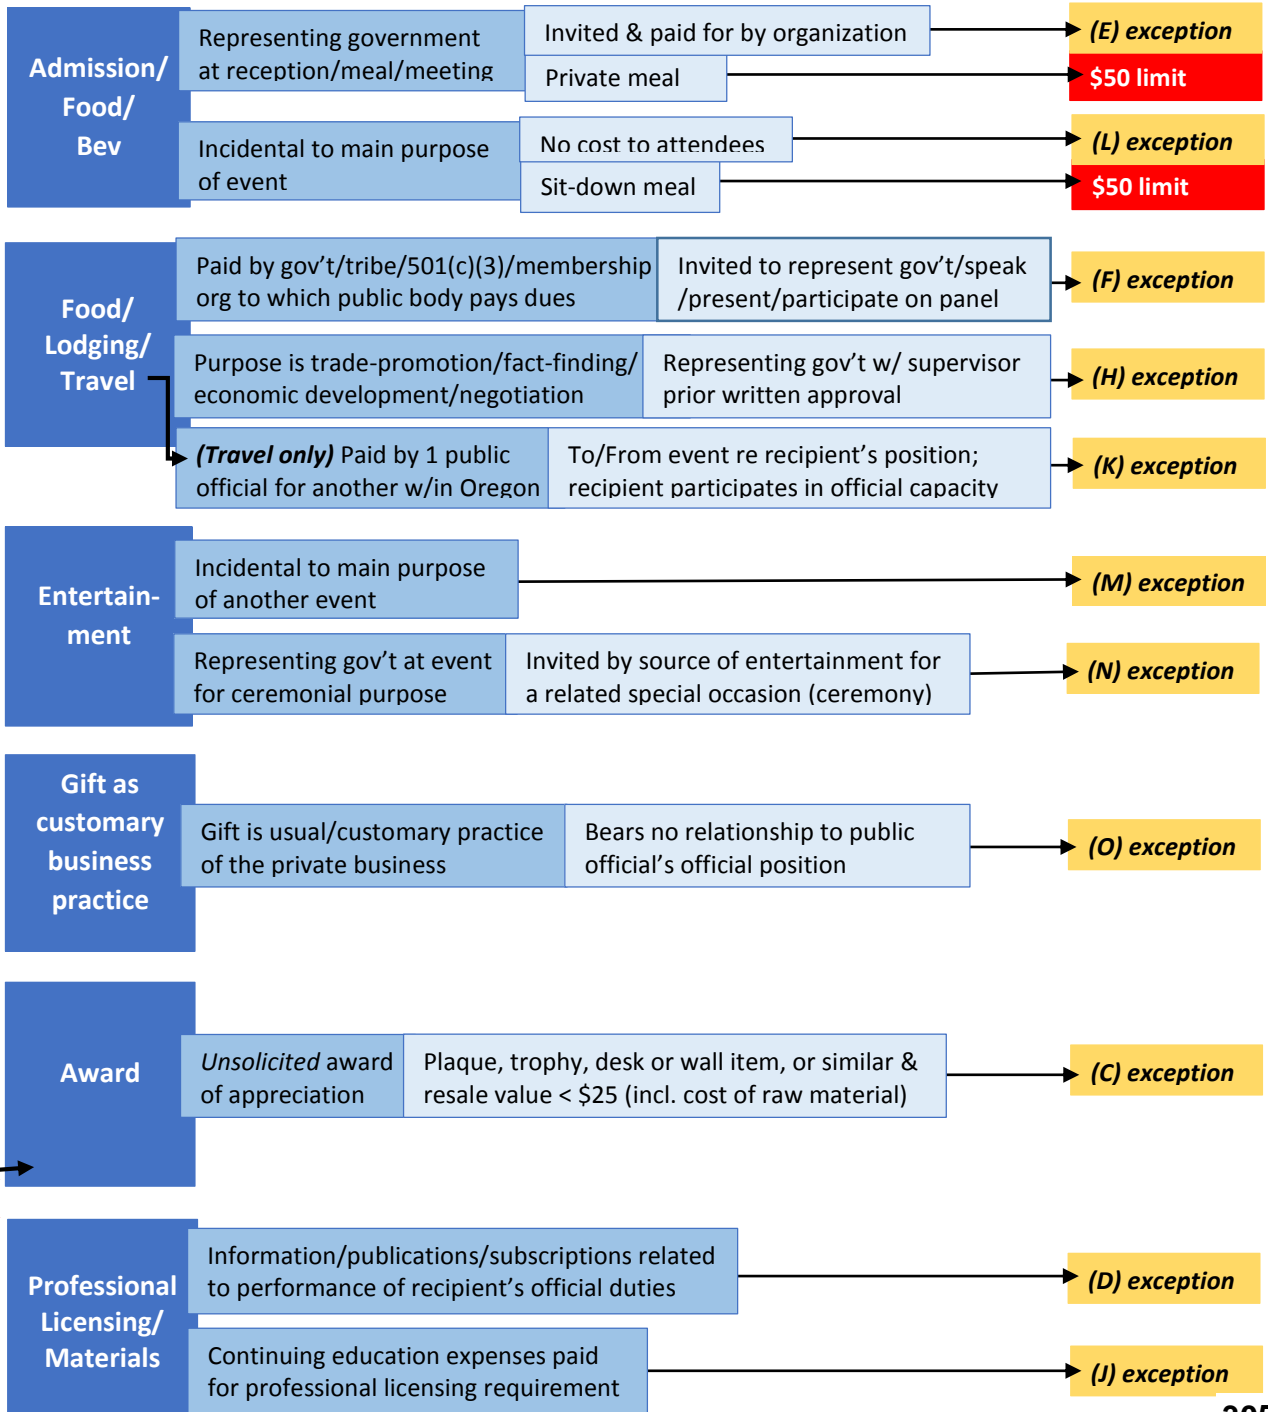 Admission/
Food/
Bev
Representing government
at reception/meal/meeting
Invited & paid for by organization
(E) exception
Private meal
$50 limit
Incidental to main purpose
of event
No cost to attendees
(L) exception
Sit-down meal
$50 limit
Food/
Lodging/
Travel
Paid by gov’t/tribe/501(c)(3)/membership
org to which public body pays dues
Invited to represent gov’t/speak
/present/participate on panel
(F) exception
Purpose is trade-promotion/fact-finding/
economic development/negotiation
Representing gov’t w/ supervisor
prior written approval
(H) exception
(Travel only) Paid by 1 public
official for another w/in Oregon
To/From event re recipient’s position;
recipient participates in official capacity
(K) exception
Entertain-
ment
Incidental to main purpose
of another event
(M) exception
Representing gov’t at event
for ceremonial purpose
Invited by source of entertainment for
a related special occasion (ceremony)
(N) exception
Gift as
customary
business
practice
Gift is usual/customary practice
of the private business
Bears no relationship to public
official’s official position
(O) exception
Award
Unsolicited award
of appreciation
Plaque, trophy, desk or wall item, or similar &
resale value < $25 (incl. cost of raw material)
(C) exception
Professional
Licensing/
Materials
Information/publications/subscriptions related
to performance of recipient’s official duties
(D) exception
Continuing education expenses paid
for professional licensing requirement
(J) exception